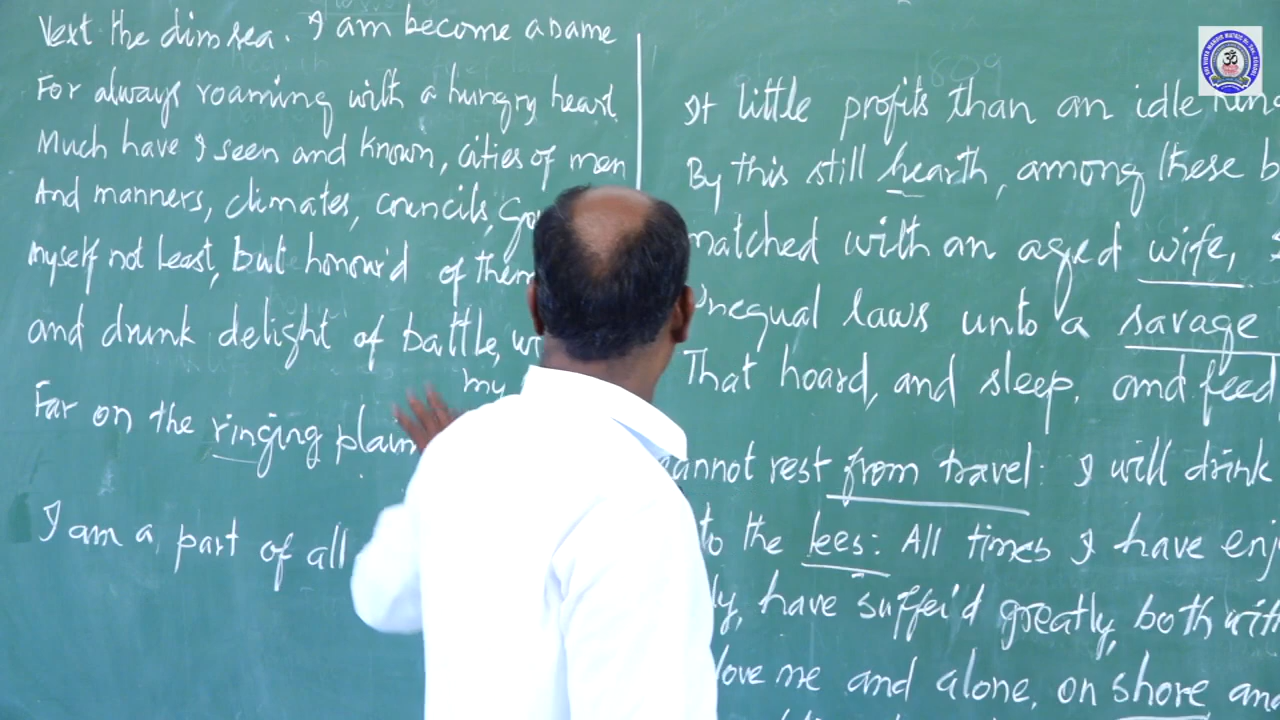 Vext the dim sea. I am become a name
For always roaming with a hungry heart
Much have I seen and known, cities of men
And manners, climates, councils,
myself not least, but honour'd of them
and drunk delight of battle,
my
Far on the ringing plain
I am a part of all
It little profits than an idle King
By this still hearth, among these b
matched with an aged wife,
Unequal laws unto a savage
That hoard, and sleep, and feed
cannot rest from travel: I will drink
to the lees: All times I have enj
ly, have suffer'd greatly, both with
love me and alone, on shore and